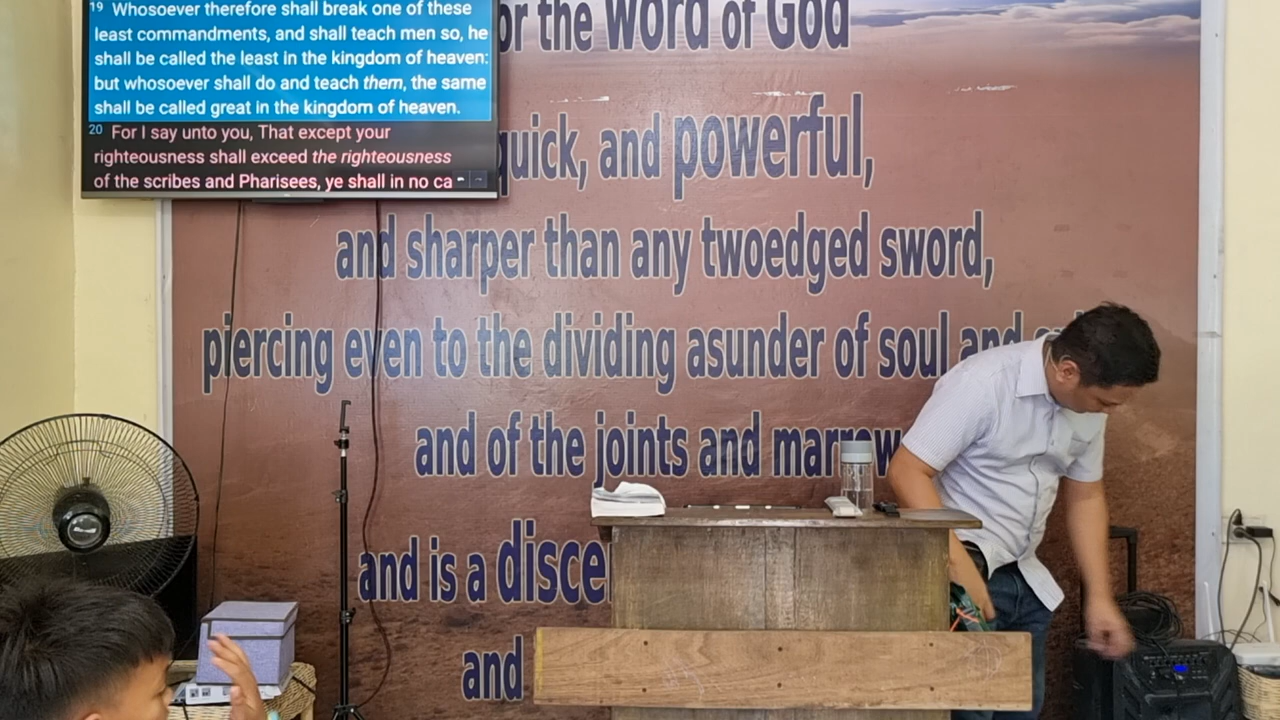 19 Whosoever therefore shall break one of these
least commandments, and shall teach men so, he
shall be called the least in the kingdom of heaven:
but whosoever shall do and teach them, the same
shall be called great in the kingdom of heaven.
20 For I say unto you, That except your
righteousness shall exceed the righteousness
of the scribes and Pharisees, ye shall in no ca
or the word of God
quick, and powerful,
and sharper than any twoedged sword,
piercing even to the dividing asunder of soul and
and of the joints and marrow
and is a disce
and